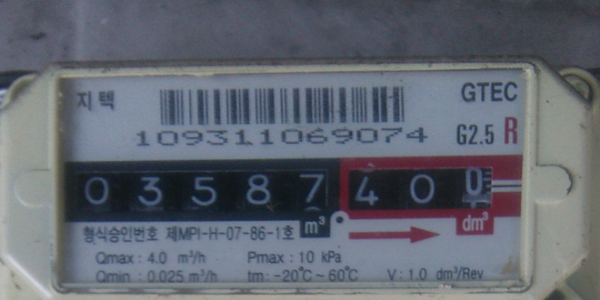 지텍 GTEC
109311069074 G2.5 R
03587 400
형식승인번호 제MPI-H-07-86-1호 m³ dm³
Qmax : 4.0 m³/h Pmax : 10 kPa
Qmin : 0.025 m³/h tm: -20℃ ~ 60℃ V : 1.0 dm³/Rev